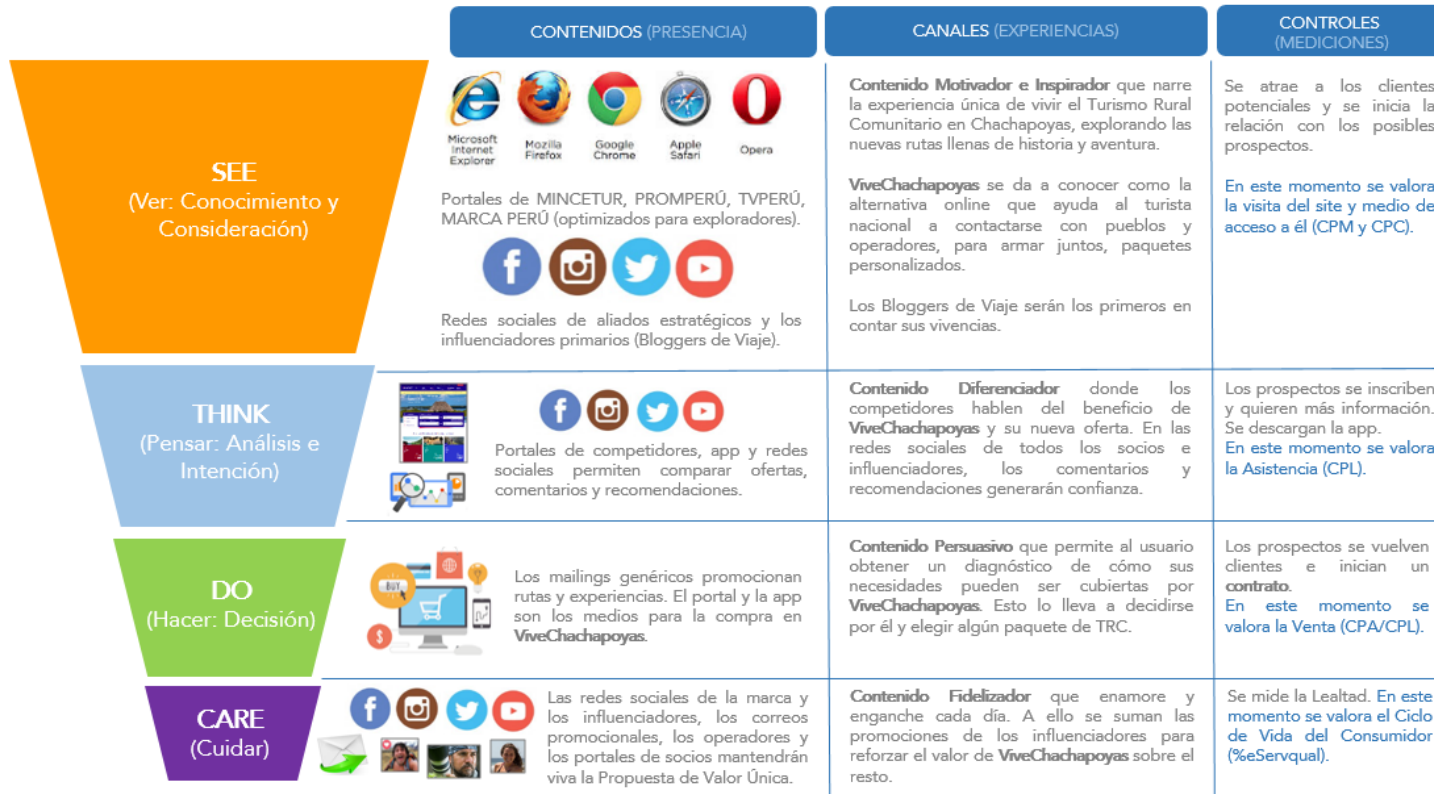 CONTENIDOS (PRESENCIA)
CANALES (EXPERIENCIAS)
CONTROLES
(MEDICIONES)
SEE
(Ver: Conocimiento y
Consideración)
Microsoft
Internet
Explorer
Mozilla
Firefox
Google
Chrome
Apple
Safari
Opera
Portales de MINCETUR, PROMPERÚ, TVPERÚ,
MARCA PERÚ (optimizados para exploradores).
Redes sociales de aliados estratégicos y los
influenciadores primarios (Bloggers de Viaje).
Contenido Motivador e Inspirador que narre
la experiencia única de vivir el Turismo Rural
Comunitario en Chachapoyas, explorando las
nuevas rutas llenas de historia y aventura.
ViveChachapoyas se da a conocer como la
alternativa online que ayuda al turista
nacional a contactarse con pueblos y
operadores, para armar juntos, paquetes
personalizados.
Los Bloggers de Viaje serán los primeros en
contar sus vivencias.
Se atrae a los clientes
potenciales y se inicia la
relación con los posibles
prospectos.
En este momento se valora
la visita del site y medio de
acceso a él (CPM y CPC).
THINK
(Pensar: Análisis e
Intención)
Portales de competidores, app y redes
sociales permiten comparar ofertas,
comentarios y recomendaciones.
Contenido Diferenciador donde los
competidores hablen del beneficio de
ViveChachapoyas y su nueva oferta. En las
redes sociales de todos los socios e
influenciadores, los comentarios y
recomendaciones generarán confianza.
Los prospectos se inscriben
y quieren más información.
Se descargan la app.
En este momento se valora
la Asistencia (CPL).
DO
(Hacer: Decisión)
BUY
Los mailings genéricos promocionan
rutas y experiencias. El portal y la app
son los medios para la compra en
ViveChachapoyas.
Contenido Persuasivo que permite al usuario
obtener un diagnóstico de cómo sus
necesidades pueden ser cubiertas por
ViveChachapoyas. Esto lo lleva a decidirse
por él y elegir algún paquete de TRC.
Los prospectos se vuelven
clientes e inician un
contrato.
En este momento se
valora la Venta (CPA/CPL).
CARE
(Cuidar)
Las redes sociales de la marca y
los influenciadores, los correos
promocionales, los operadores y
los portales de socios mantendrán
viva la Propuesta de Valor Única.
Contenido Fidelizador que enamore y
enganche cada día. A ello se suman las
promociones de los influenciadores para
reforzar el valor de ViveChachapoyas sobre el
resto.
Se mide la Lealtad. En este
momento se valora el Ciclo
de Vida del Consumidor
(%eServqual).